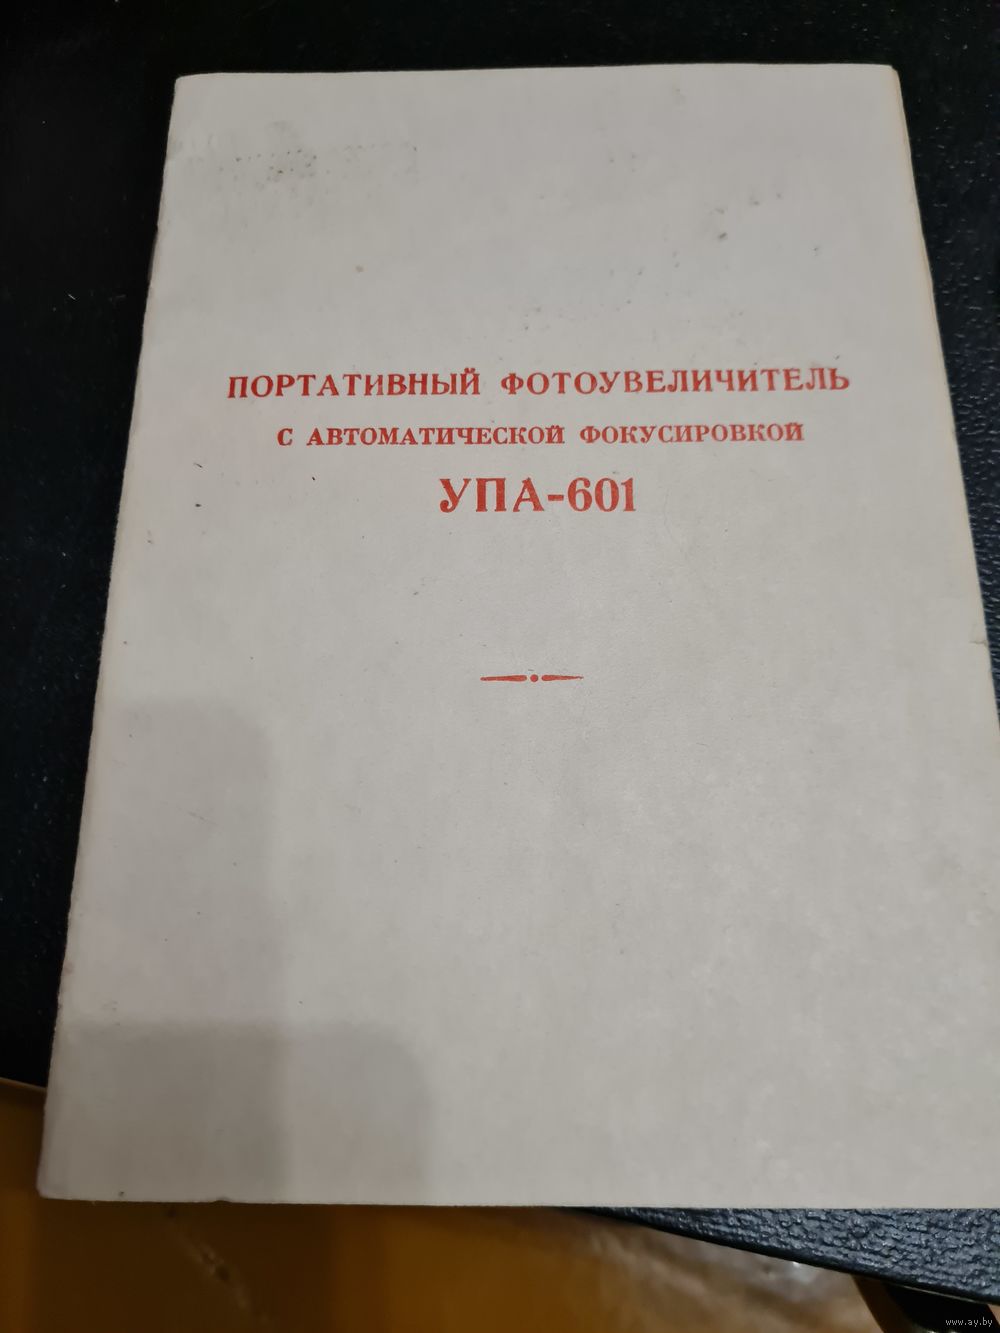 ПОРТАТИВНЫЙ ФОТОУВЕЛИЧИТЕЛЬ
С АВТОМАТИЧЕСКОЙ ФОКУСИРОВКОЙ
УПА-601
www.ay.by